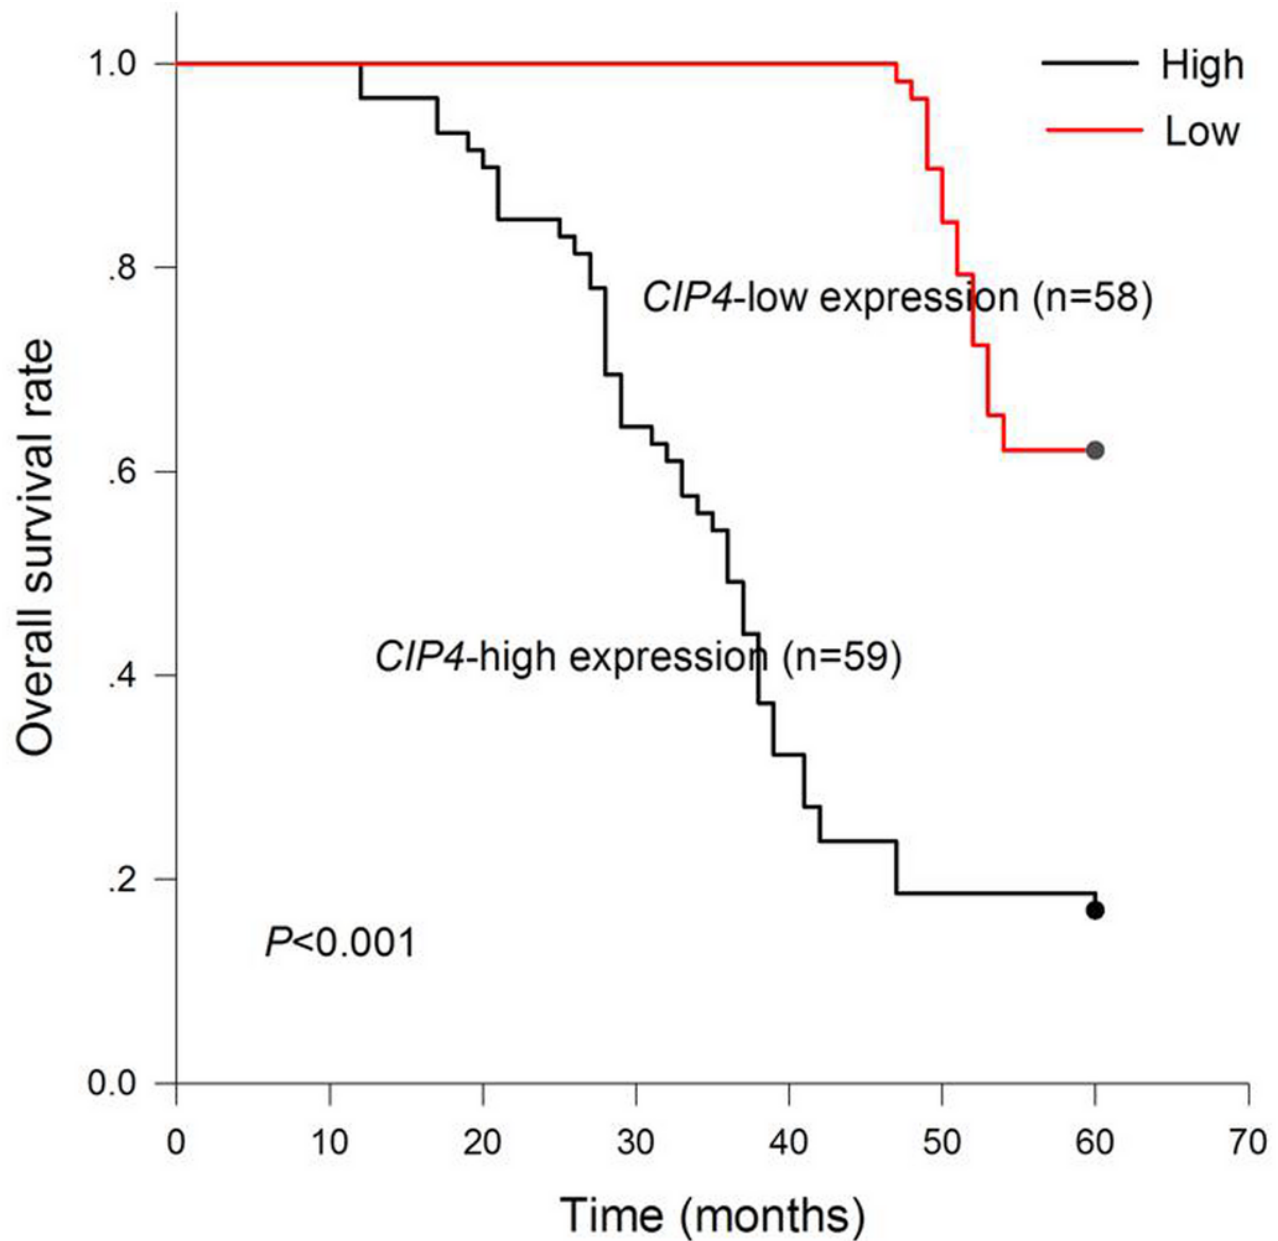 High
Low
1.0
.8
.6
.4
.2
0.0
Overall survival rate
CIP4-low expression (n=58)
CIP4-high expression (n=59)
P<0.001
0 10 20 30 40 50 60 70
Time (months)